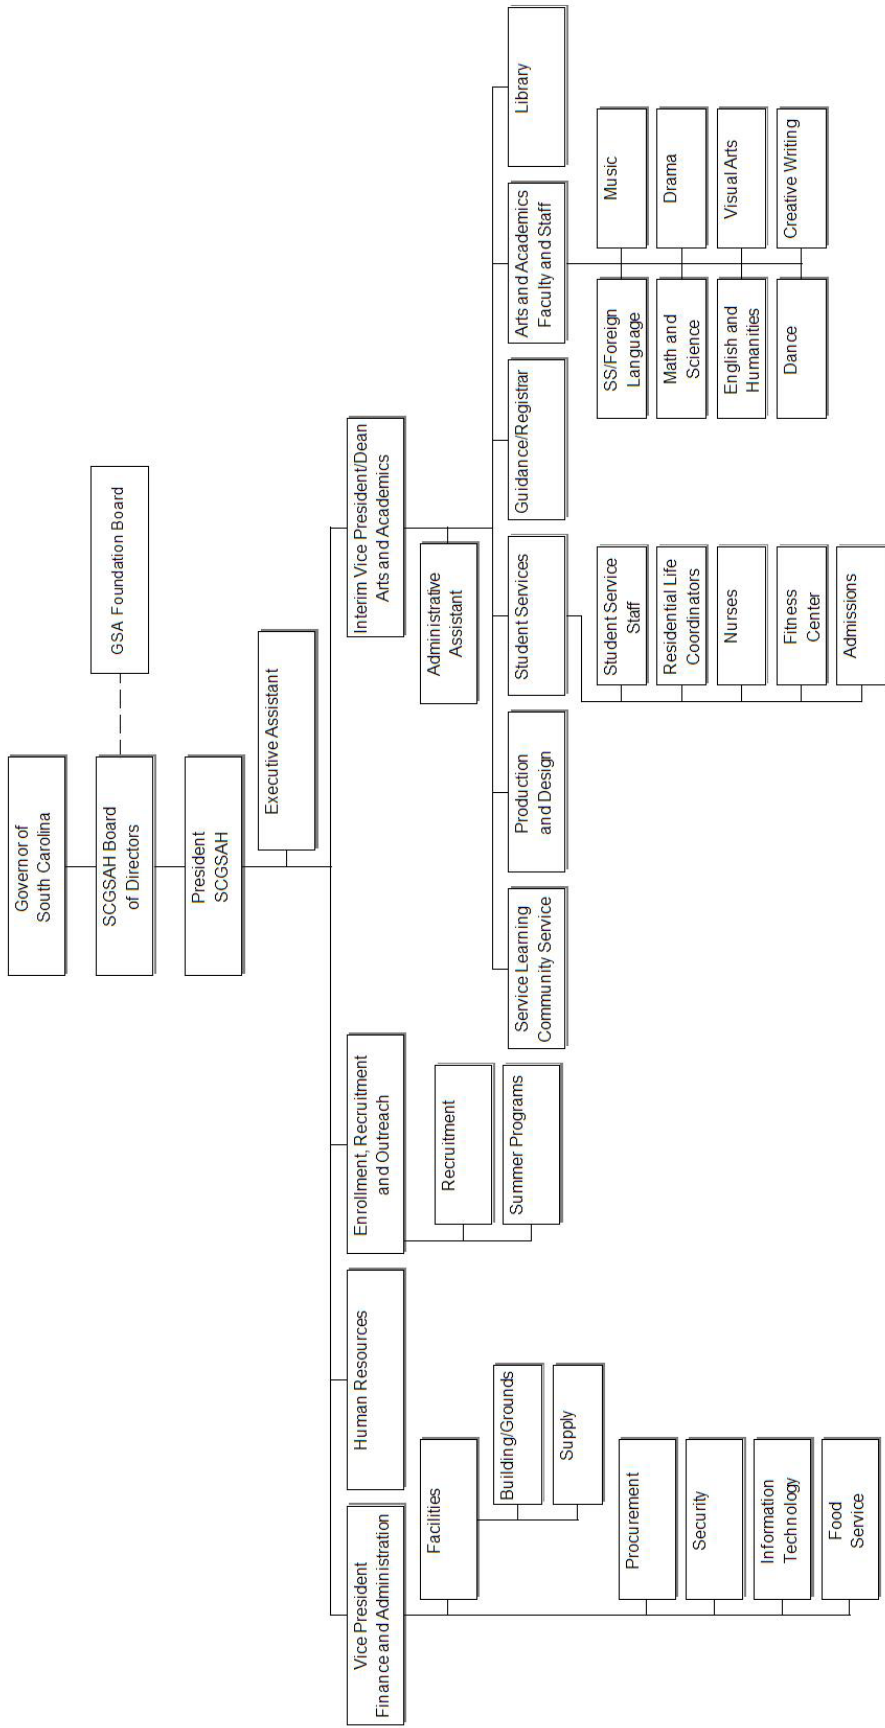 Governor of
South Carolina
SCGSAH Board
of Directors
GSA Foundation Board
President
SCGSAH
Executive Assistant
Vice President
Finance and Administration
Human Resources
Enrollment, Recruitment
and Outreach
Interim Vice President/Dean
Arts and Academics
Facilities
Building/Grounds
Supply
Procurement
Security
Information
Technology
Food
Service
Recruitment
Summer Programs
Administrative
Assistant
Service Learning
Community Service
Production
and Design
Student Services
Guidance/Registrar
Arts and Academics
Faculty and Staff
Library
Student Service
Staff
Residential Life
Coordinators
Nurses
Fitness
Center
Admissions
SS/Foreign
Language
Music
Math and
Science
Drama
English and
Humanities
Visual Arts
Dance
Creative Writing